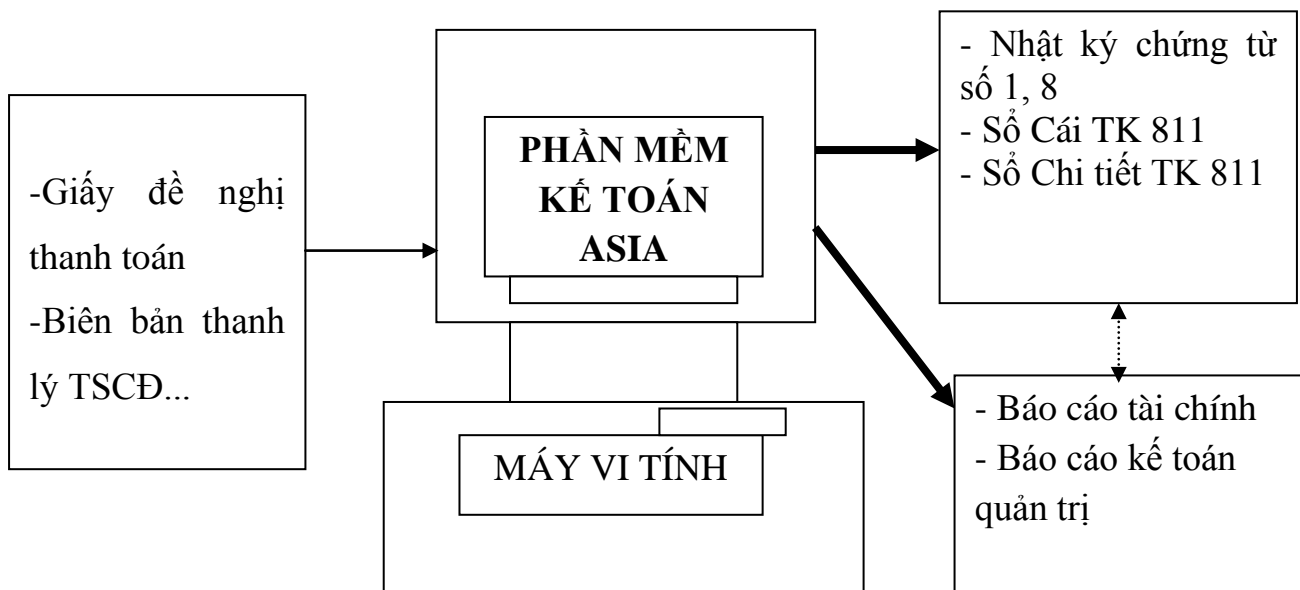 -Giấy đề nghị
thanh toán
-Biên bản thanh
lý TSCĐ...
PHẦN MỀM
KẾ TOÁN
ASIA
MÁY VI TÍNH
- Nhật ký chứng từ
số 1, 8
- Sổ Cái TK 811
- Sổ Chi tiết TK 811
- Báo cáo tài chính
- Báo cáo kế toán
quản trị